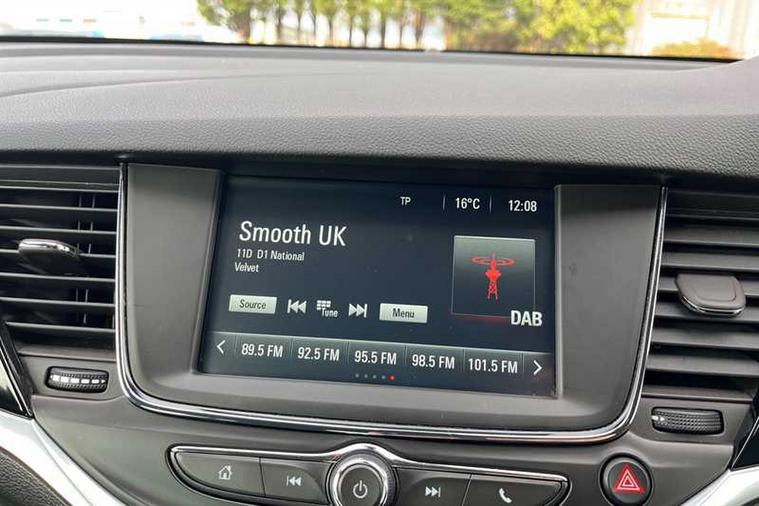 TP 16°C 12:08
Smooth UK
11D D1 National
Velvet
Source Tune Menu
DAB
89.5 FM 92.5 FM 95.5 FM 98.5 FM 101.5 FM